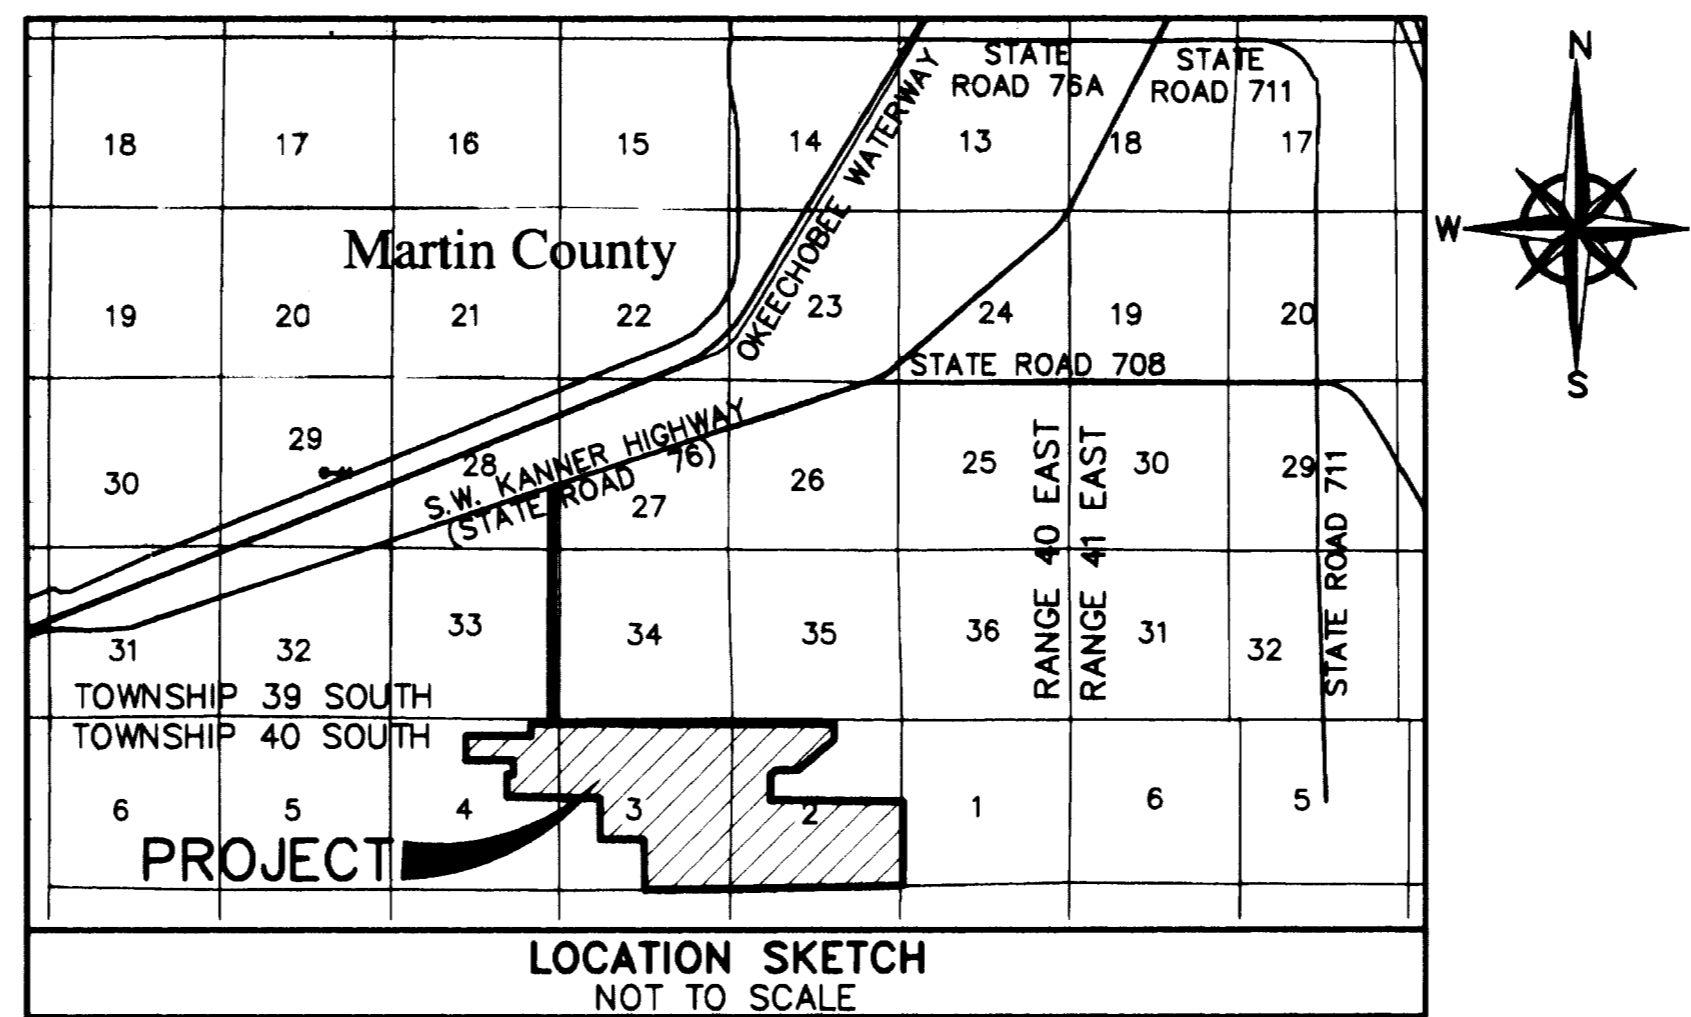 STATE
ROAD 76A
STATE
ROAD 711
N
18
17
16
15
14
13
18
17
OKEECHOBEE WATERWAY
W
Martin County
19
20
21
22
23
24
19
20
STATE ROAD 708
S
S.W. KANNER HIGHWAY
(STATE ROAD 76)
30
29
28
27
26
25
30
29
RANGE 40 EAST
RANGE 41 EAST
STATE ROAD 711
31
32
33
34
35
36
31
32
TOWNSHIP 39 SOUTH
TOWNSHIP 40 SOUTH
6
5
4
3
2
1
6
5
PROJECT
LOCATION SKETCH
NOT TO SCALE